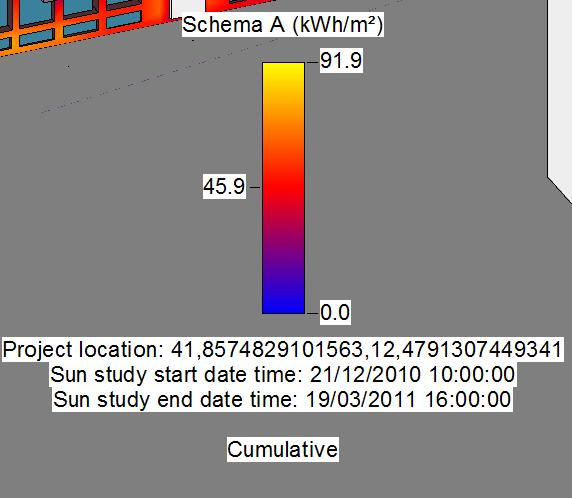 Schema A (kWh/m²)
91.9
45.9
0.0
Project location: 41,8574829101563,12,4791307449341
Sun study start date time: 21/12/2010 10:00:00
Sun study end date time: 19/03/2011 16:00:00
Cumulative